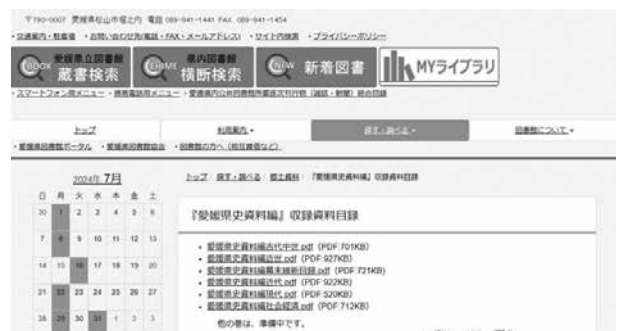 〒790-0007 愛媛県松山市堀之内 電話 089-941-1441 FAX 089-941-1454
・交通案内・駐車場 ・お問い合わせ先(電話・FAX・メールアドレス) ・サイト内検索 ・プライバシーポリシー
愛媛県立図書館 蔵書検索
県内図書館 横断検索
NEW 新着図書
MYライブラリ
・スマートフォン用メニュー ・携帯電話用メニュー ・愛媛県内公共図書館所蔵逐次刊行物（雑誌・新聞）総合目録
トップ 利用案内 探す・調べる 図書館について
・愛媛県図書館ポータル ・愛媛県図書館協会 ・図書館の方へ（相互貸借など）
2024年 7月
トップ / 探す・調べる / 郷土資料 / 『愛媛県史資料編』収録資料目録
日 月 火 水 木 金 土
30 1 2 3 4 5 6
『愛媛県史資料編』収録資料目録
7 8 9 10 11 12 13
・愛媛県史資料編古代中世.pdf (PDF:701KB)
・愛媛県史資料編近世.pdf (PDF:927KB)
14 15 16 17 18 19 20
・愛媛県史資料編幕末維新目録.pdf (PDF:721KB)
・愛媛県史資料編近代.pdf (PDF:922KB)
21 22 23 24 25 26 27
・愛媛県史資料編現代.pdf (PDF:520KB)
・愛媛県史資料編社会経済.pdf (PDF:712KB)
28 29 30 31 1 2 3
他の巻は、準備中です。